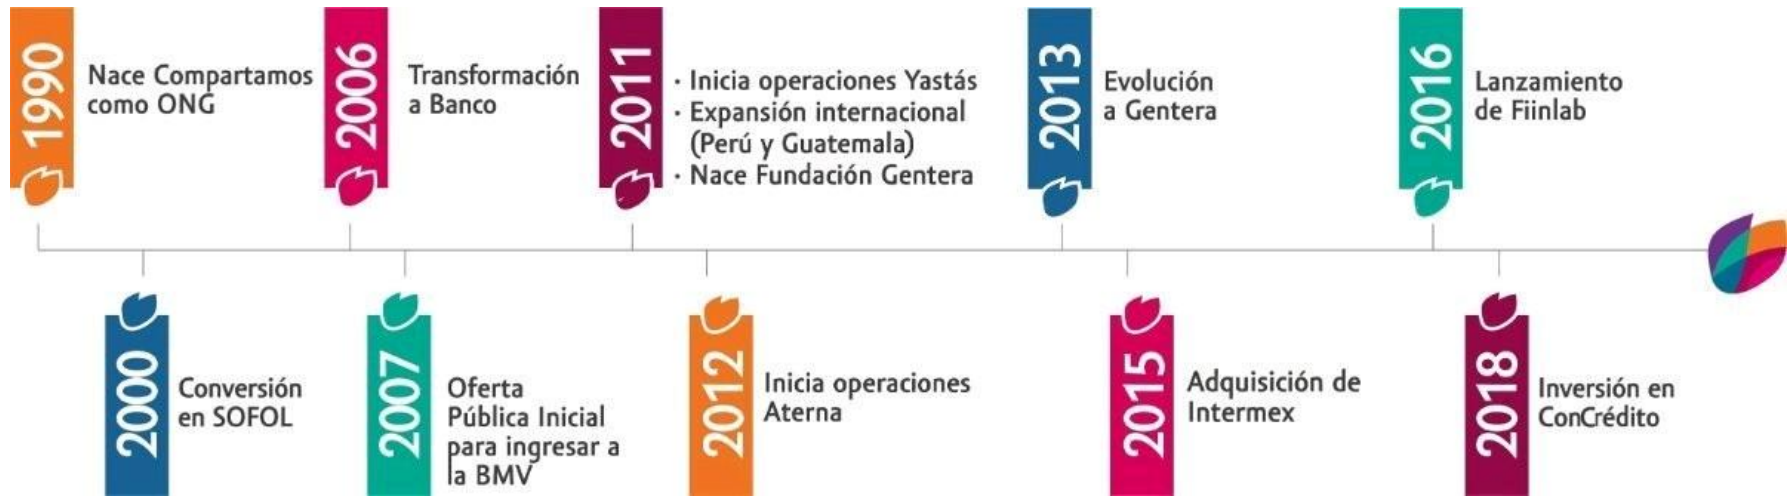 1990
Nace Compartamos
como ONG
2000
Conversión
en SOFOL
2006
Transformación
a Banco
2007
Oferta
Pública Inicial
para ingresar a
la BMV
2011
· Inicia operaciones Yastás
· Expansión internacional
(Perú y Guatemala)
· Nace Fundación Gentera
2012
Inicia operaciones
Aterna
2013
Evolución
a Gentera
2015
Adquisición de
Intermex
2016
Lanzamiento
de Fiinlab
2018
Inversión en
ConCrédito